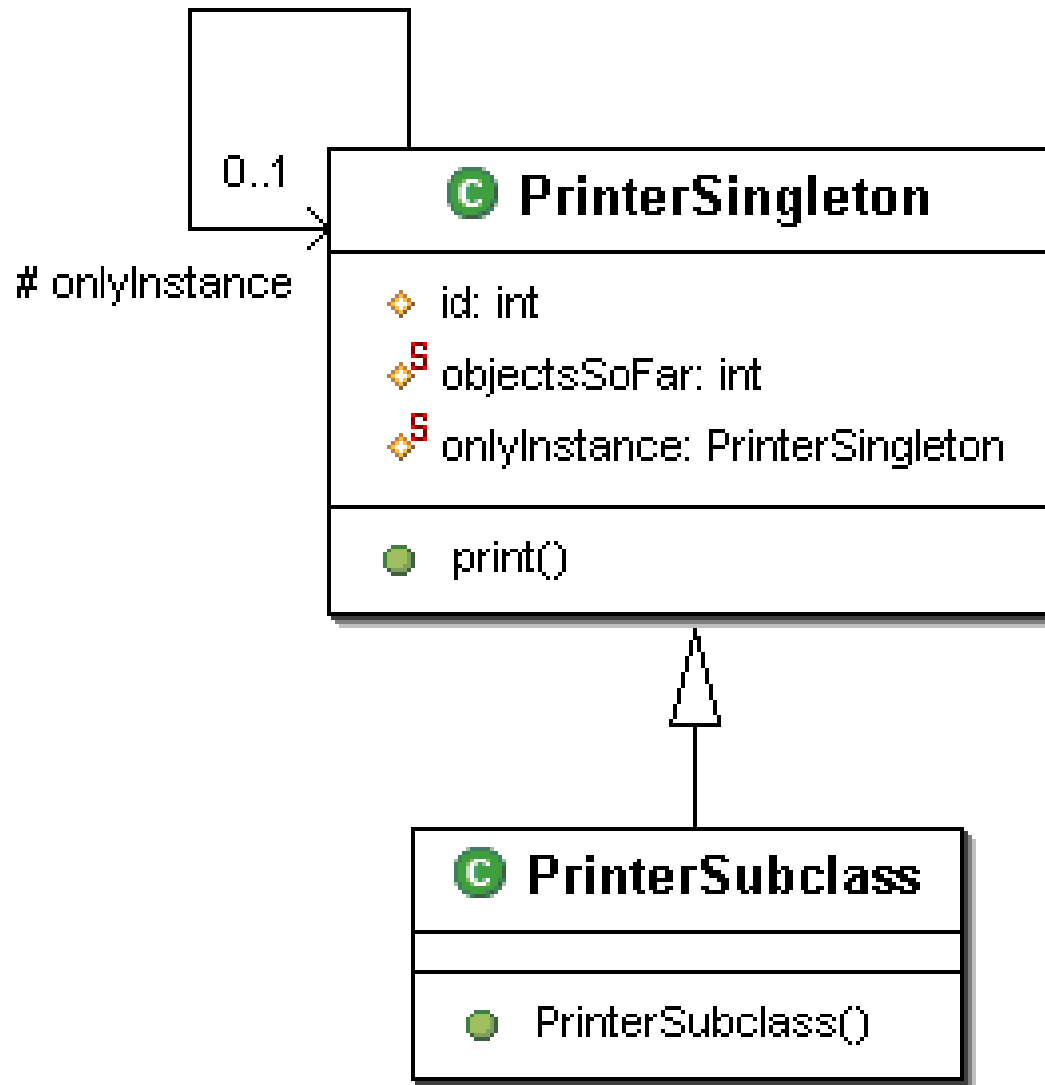 0..1
C PrinterSingleton
# onlyInstance
id: int
S objectsSoFar: int
S onlyInstance: PrinterSingleton
print()
C PrinterSubclass
PrinterSubclass()